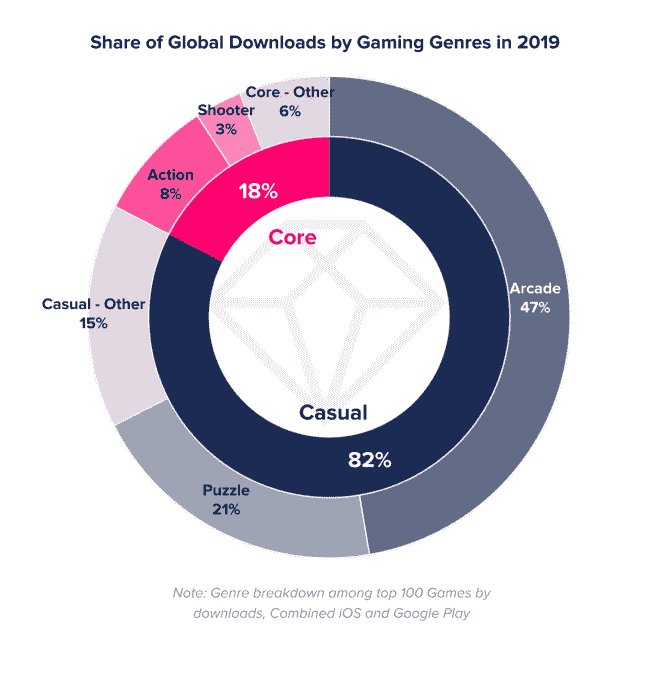 Share of Global Downloads by Gaming Genres in 2019
Core - Other
6%
Shooter
3%
Action
8%
18%
Core
Arcade
47%
Casual - Other
15%
Casual
82%
Puzzle
21%
Note: Genre breakdown among top 100 Games by
downloads, Combined iOS and Google Play